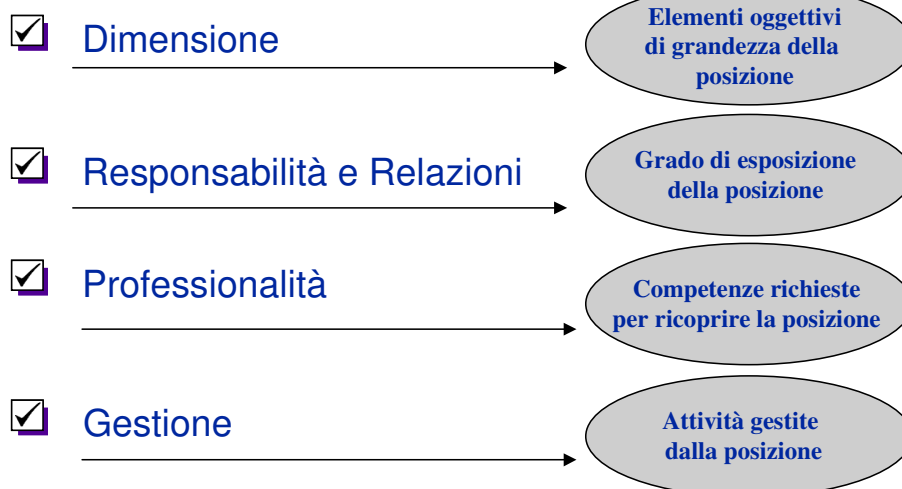 Dimensione
Elementi oggettivi
di grandezza della
posizione
Responsabilità e Relazioni
Grado di esposizione
della posizione
Professionalità
Competenze richieste
per ricoprire la posizione
Gestione
Attività gestite
dalla posizione